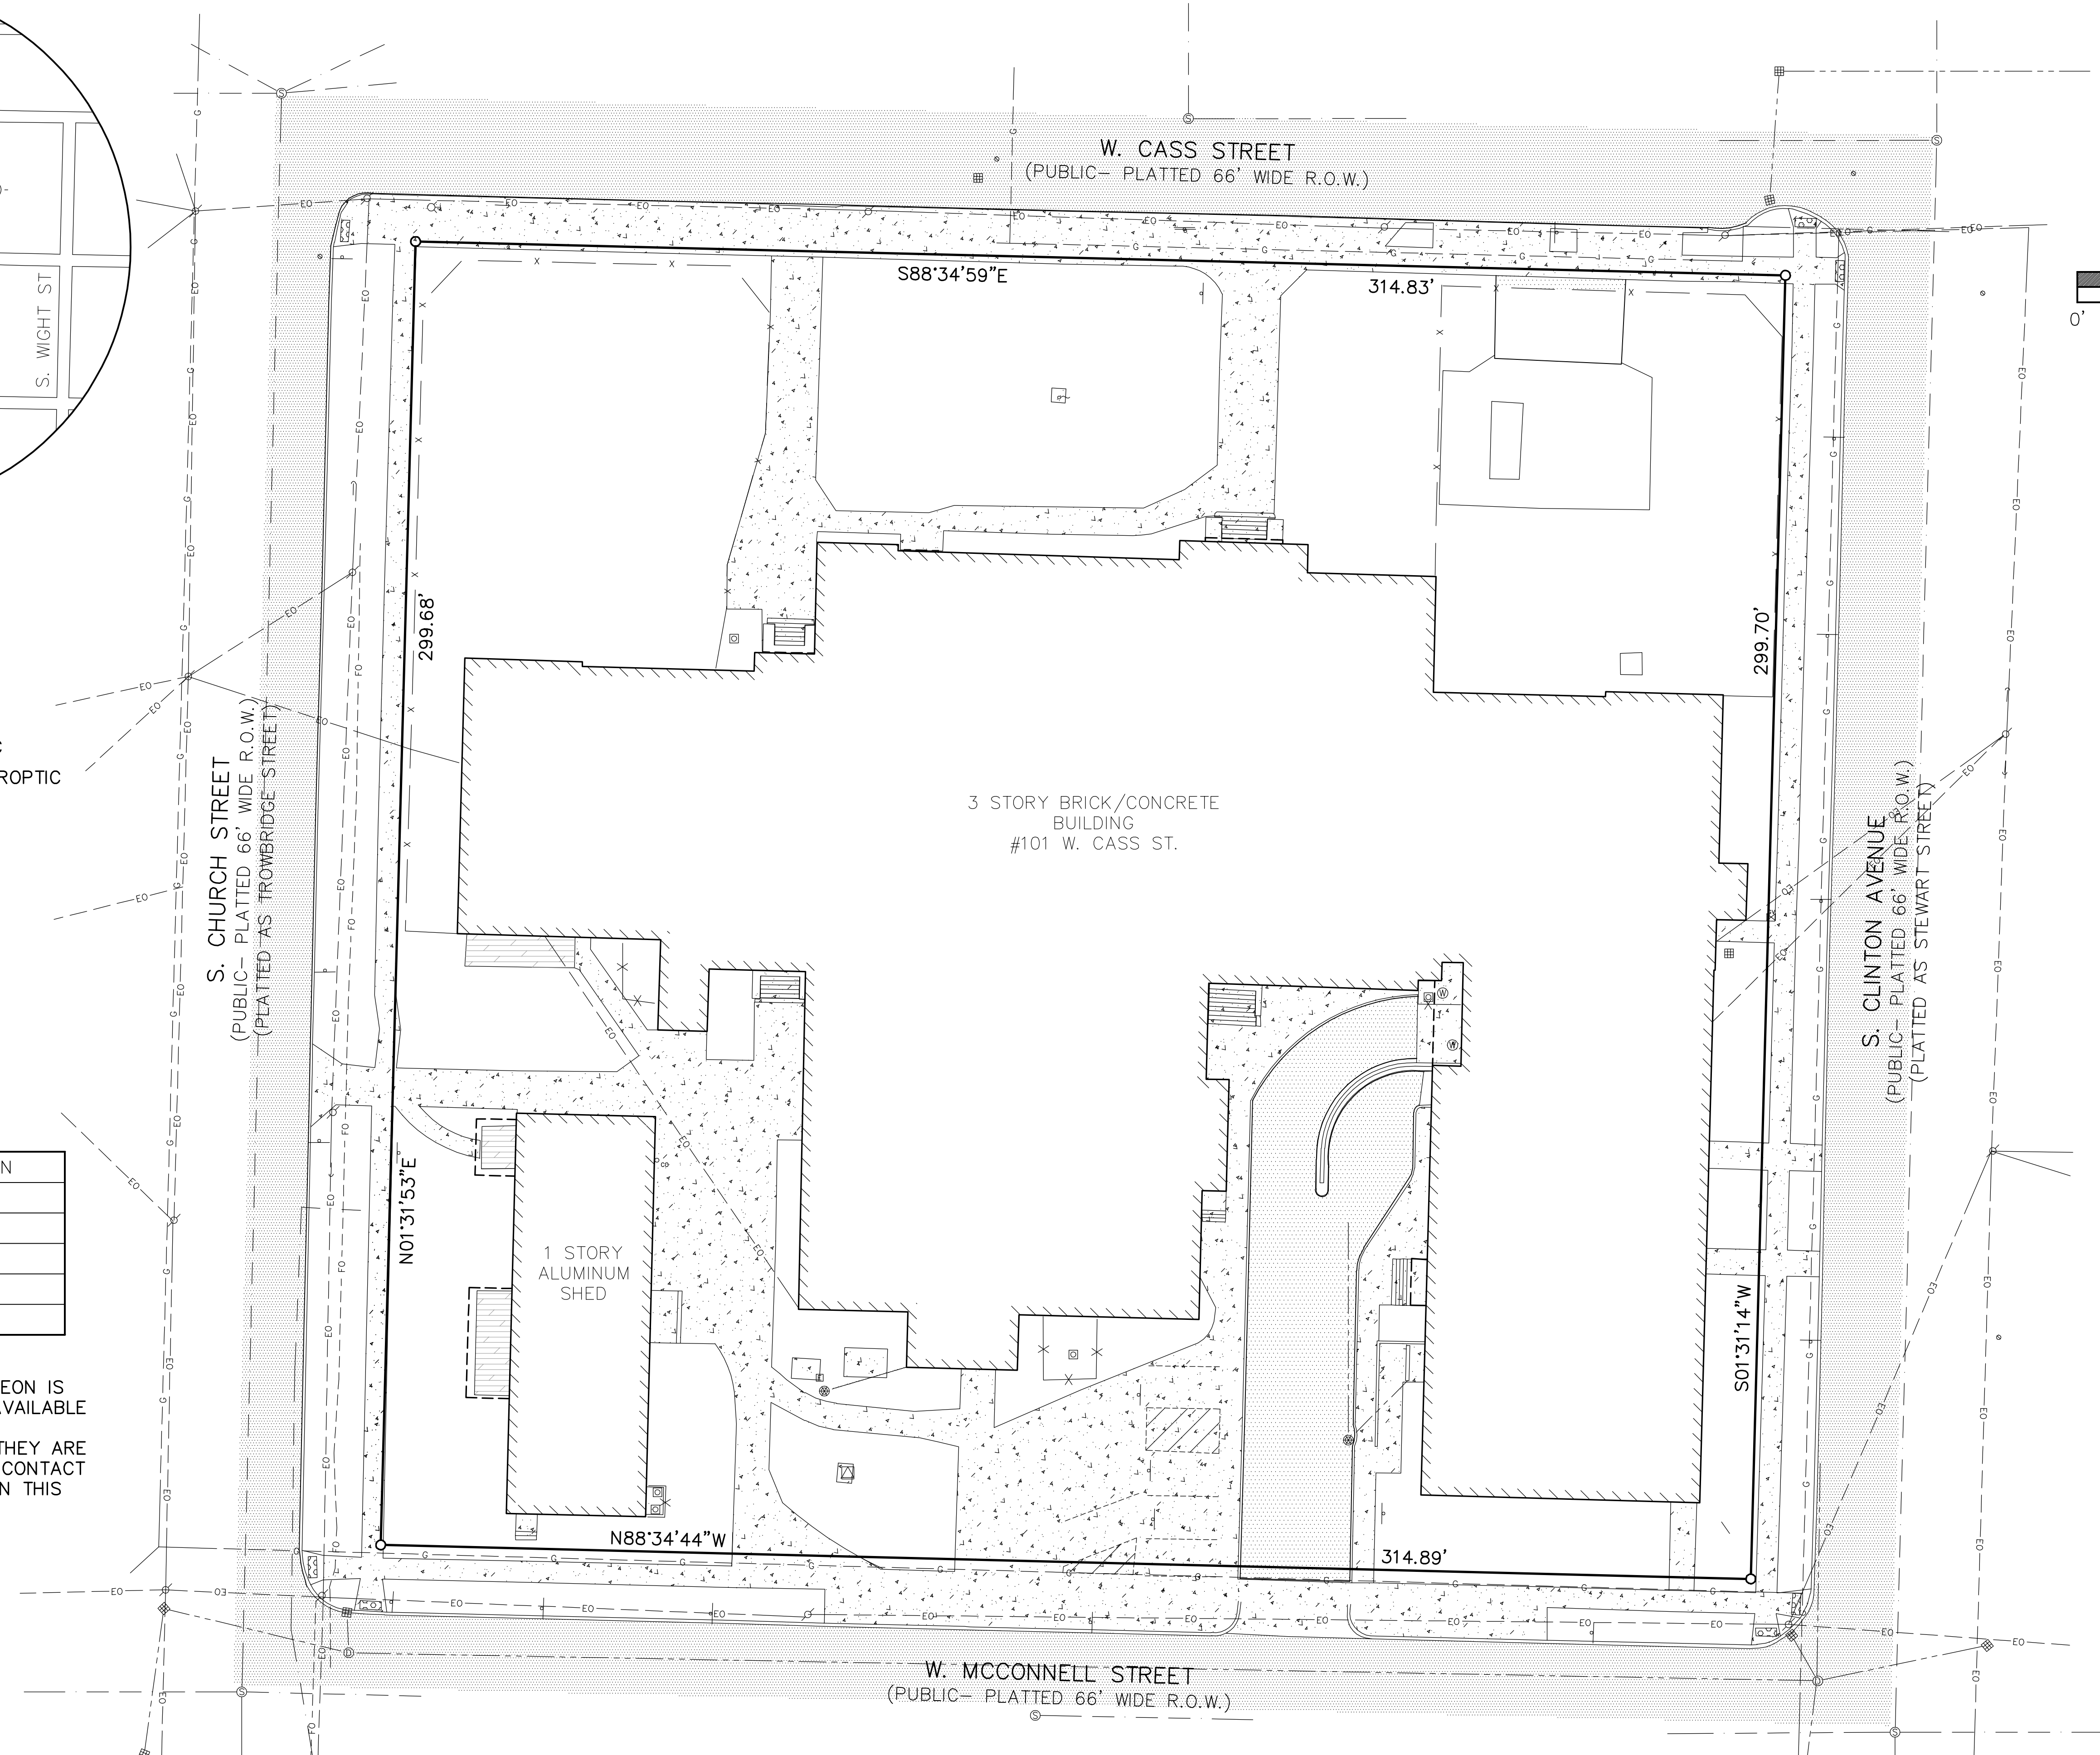 W. CASS STREET
(PUBLIC– PLATTED 66' WIDE R.O.W.)
S88°34'59"E
314.83'
0'
S. WIGHT ST
299.68'
299.70'
ROPTIC
S. CHURCH STREET
(PUBLIC– PLATTED 66' WIDE R.O.W.)
(PLATTED AS TROWBRIDGE STREET)
3 STORY BRICK/CONCRETE
BUILDING
#101 W. CASS ST.
S. CLINTON AVENUE
(PUBLIC– PLATTED 66' WIDE R.O.W.)
(PLATTED AS STEWART STREET)
N
N01°31'53"E
1 STORY
ALUMINUM
SHED
S01°31'14"W
EON IS
AVAILABLE
THEY ARE
CONTACT
N THIS
N88°34'44"W
314.89'
W. MCCONNELL STREET
(PUBLIC– PLATTED 66' WIDE R.O.W.)